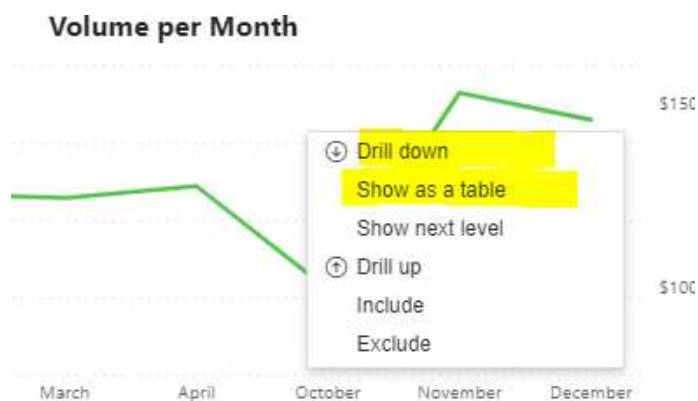 Volume per Month
$150
Drill down
Show as a table
Show next level
Drill up
$100
Include
Exclude
March April October November December